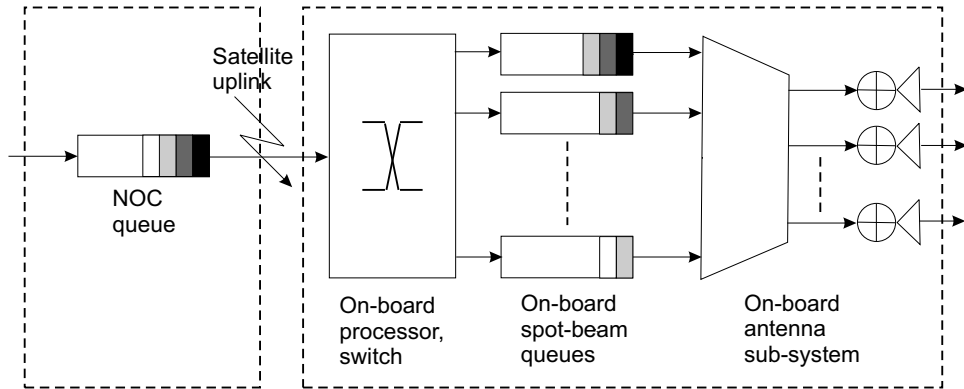 Satellite
uplink
NOC
queue
On-board
processor,
switch
On-board
spot-beam
queues
On-board
antenna
sub-system